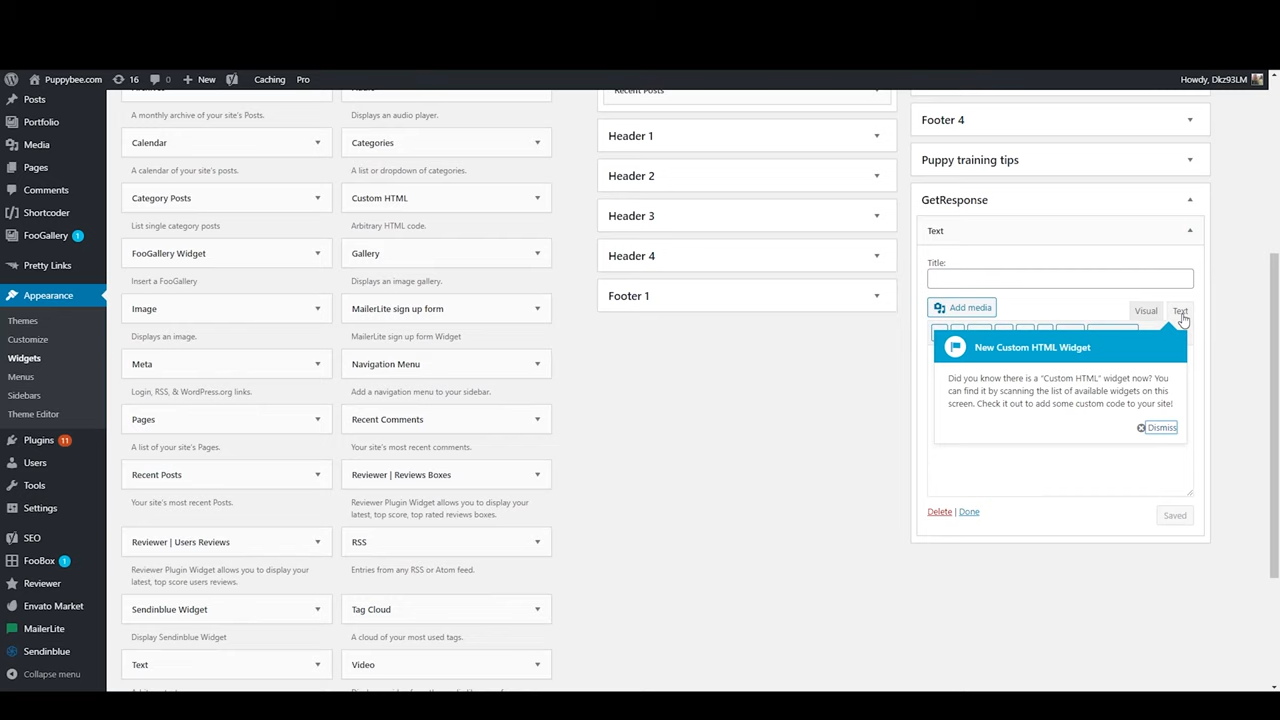 Puppybee.com
16
0
New
Caching
Pro
Howdy, Dkz93LM
Posts
Portfolio
Media
Pages
Comments
Shortcoder
FooGallery 1
Pretty Links
Appearance
Themes
Customize
Widgets
Menus
Sidebars
Theme Editor
Plugins 11
Users
Tools
Settings
SEO
FooBox 1
Reviewer
Envato Market
MailerLite
Sendinblue
Collapse menu
A monthly archive of your site's Posts.
Calendar
A calendar of your site's posts.
Category Posts
List single category posts
FooGallery Widget
Insert a FooGallery
Image
Displays an image.
Meta
Login, RSS, & WordPress.org links.
Pages
A list of your site's Pages.
Recent Posts
Your site's most recent Posts.
Reviewer | Users Reviews
Reviewer Plugin Widget allows you to display your
latest, top score users reviews.
Sendinblue Widget
Display Sendinblue Widget
Text
Displays an audio player.
Categories
A list or dropdown of categories.
Custom HTML
Arbitrary HTML code.
Gallery
Displays an image gallery.
MailerLite sign up form
MailerLite sign up form Widget
Navigation Menu
Add a navigation menu to your sidebar.
Recent Comments
Your site's most recent comments.
Reviewer | Reviews Boxes
Reviewer Plugin Widget allows you to display your
latest, top score, top rated reviews boxes.
RSS
Entries from any RSS or Atom feed.
Tag Cloud
A cloud of your most used tags.
Video
Recent Posts
Header 1
Header 2
Header 3
Header 4
Footer 1
Footer 4
Puppy training tips
GetResponse
Text
Title:
Add media
Visual
Text
New Custom HTML Widget
Did you know there is a "Custom HTML" widget now? You
can find it by scanning the list of available widgets on this
screen. Check it out to add some custom code to your site!
Dismiss
Delete | Done
Saved